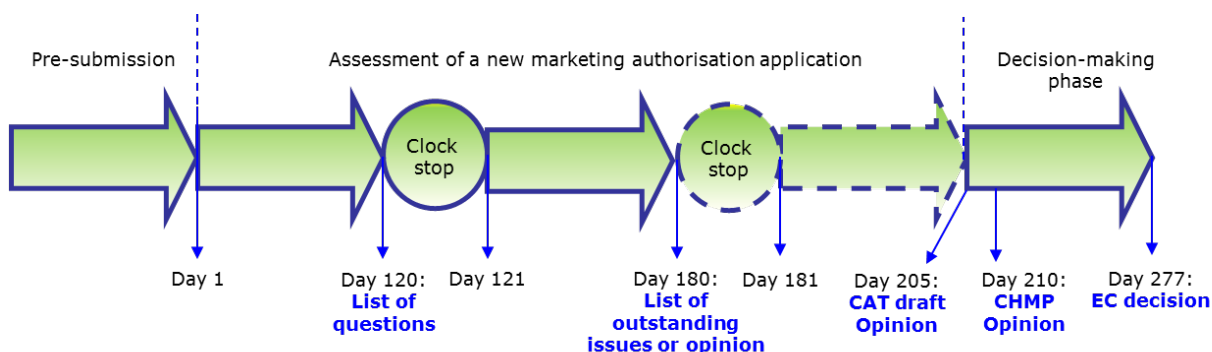 Pre-submission
Assessment of a new marketing authorisation application
Decision-making
phase
Clock
stop
Clock
stop
Day 1
Day 120:
List of
questions
Day 121
Day 180:
List of
outstanding
issues or opinion
Day 181
Day 205:
CAT draft
Opinion
Day 210:
CHMP
Opinion
Day 277:
EC decision